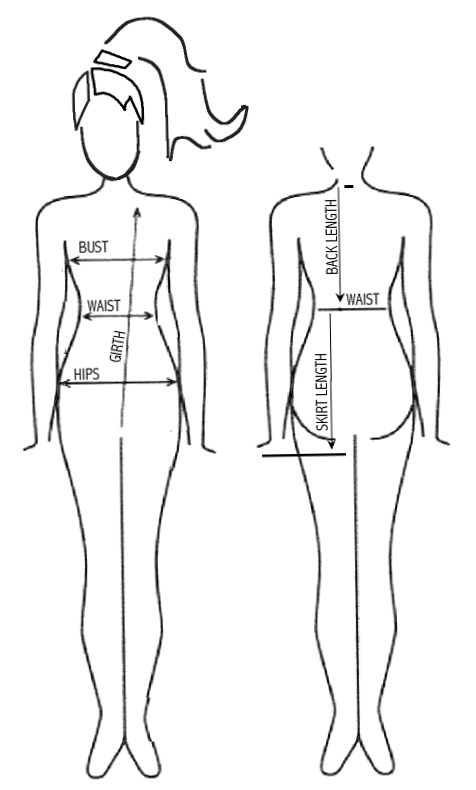 BUST
WAIST
GIRTH
HIPS
BACK LENGTH
WAIST
SKIRT LENGTH